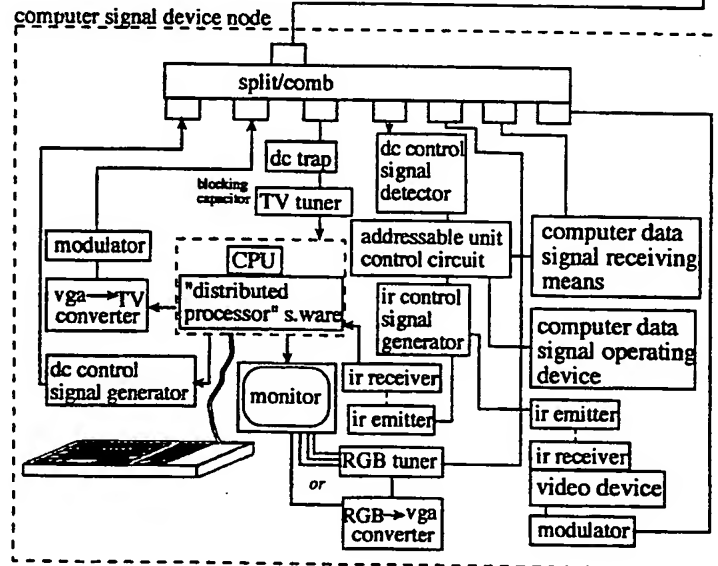 computer signal device node
split/comb
dc trap
blocking
capacitor
TV tuner
dc control
signal
detector
modulator
CPU
addressable unit
control circuit
computer data
signal receiving
means
vga→TV
converter
"distributed
processor" s.ware
ir control
signal
generator
computer data
signal operating
device
dc control
signal generator
monitor
ir receiver
ir emitter
ir emitter
RGB tuner
ir receiver
or
video device
RGB→vga
converter
modulator